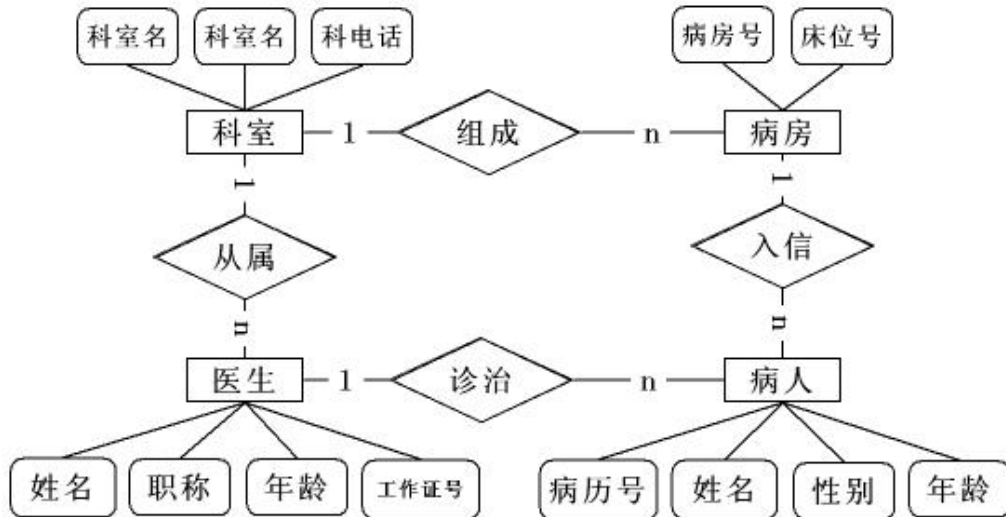 科室名 科室名 科电话 病房号 床位号
科室 1 组成 n 病房
1 1
从属 入信
n n
医生 1 诊治 n 病人
姓名 职称 年龄 工作证号 病历号 姓名 性别 年龄